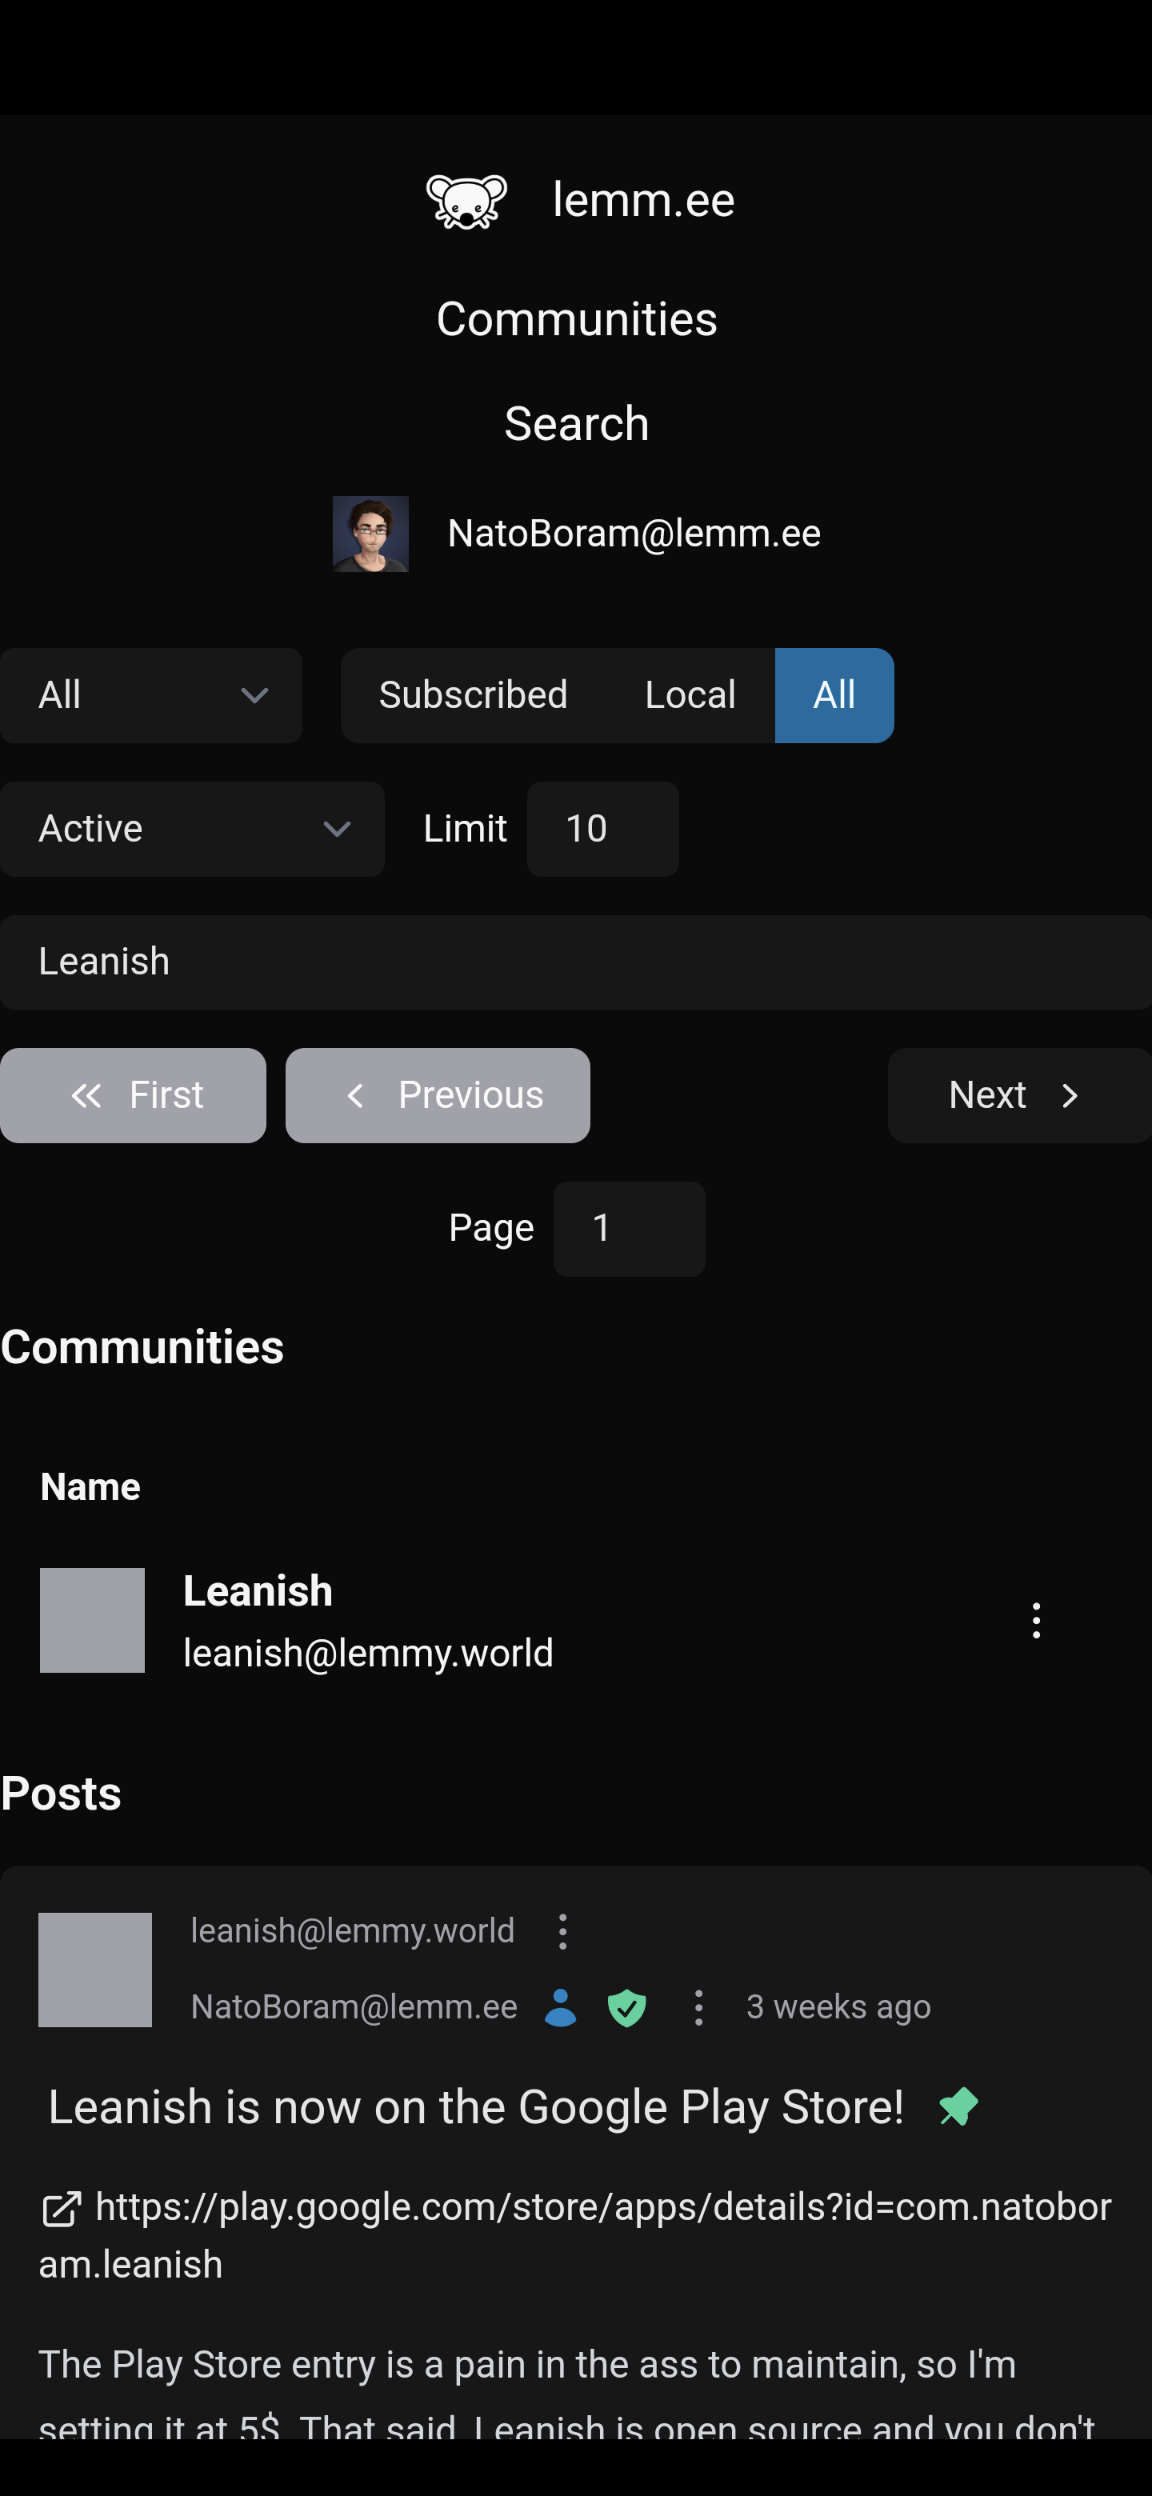 lemm.ee
Communities
Search
NatoBoram@lemm.ee
All
Subscribed Local All
Active
Limit 10
Leanish
First Previous Next
Page 1
Communities
Name
Leanish
leanish@lemmy.world
Posts
leanish@lemmy.world
NatoBoram@lemm.ee 3 weeks ago
Leanish is now on the Google Play Store!
https://play.google.com/store/apps/details?id=com.natobor
am.leanish
The Play Store entry is a pain in the ass to maintain, so I'm
setting it at 5$. That said, Leanish is open source and you don't